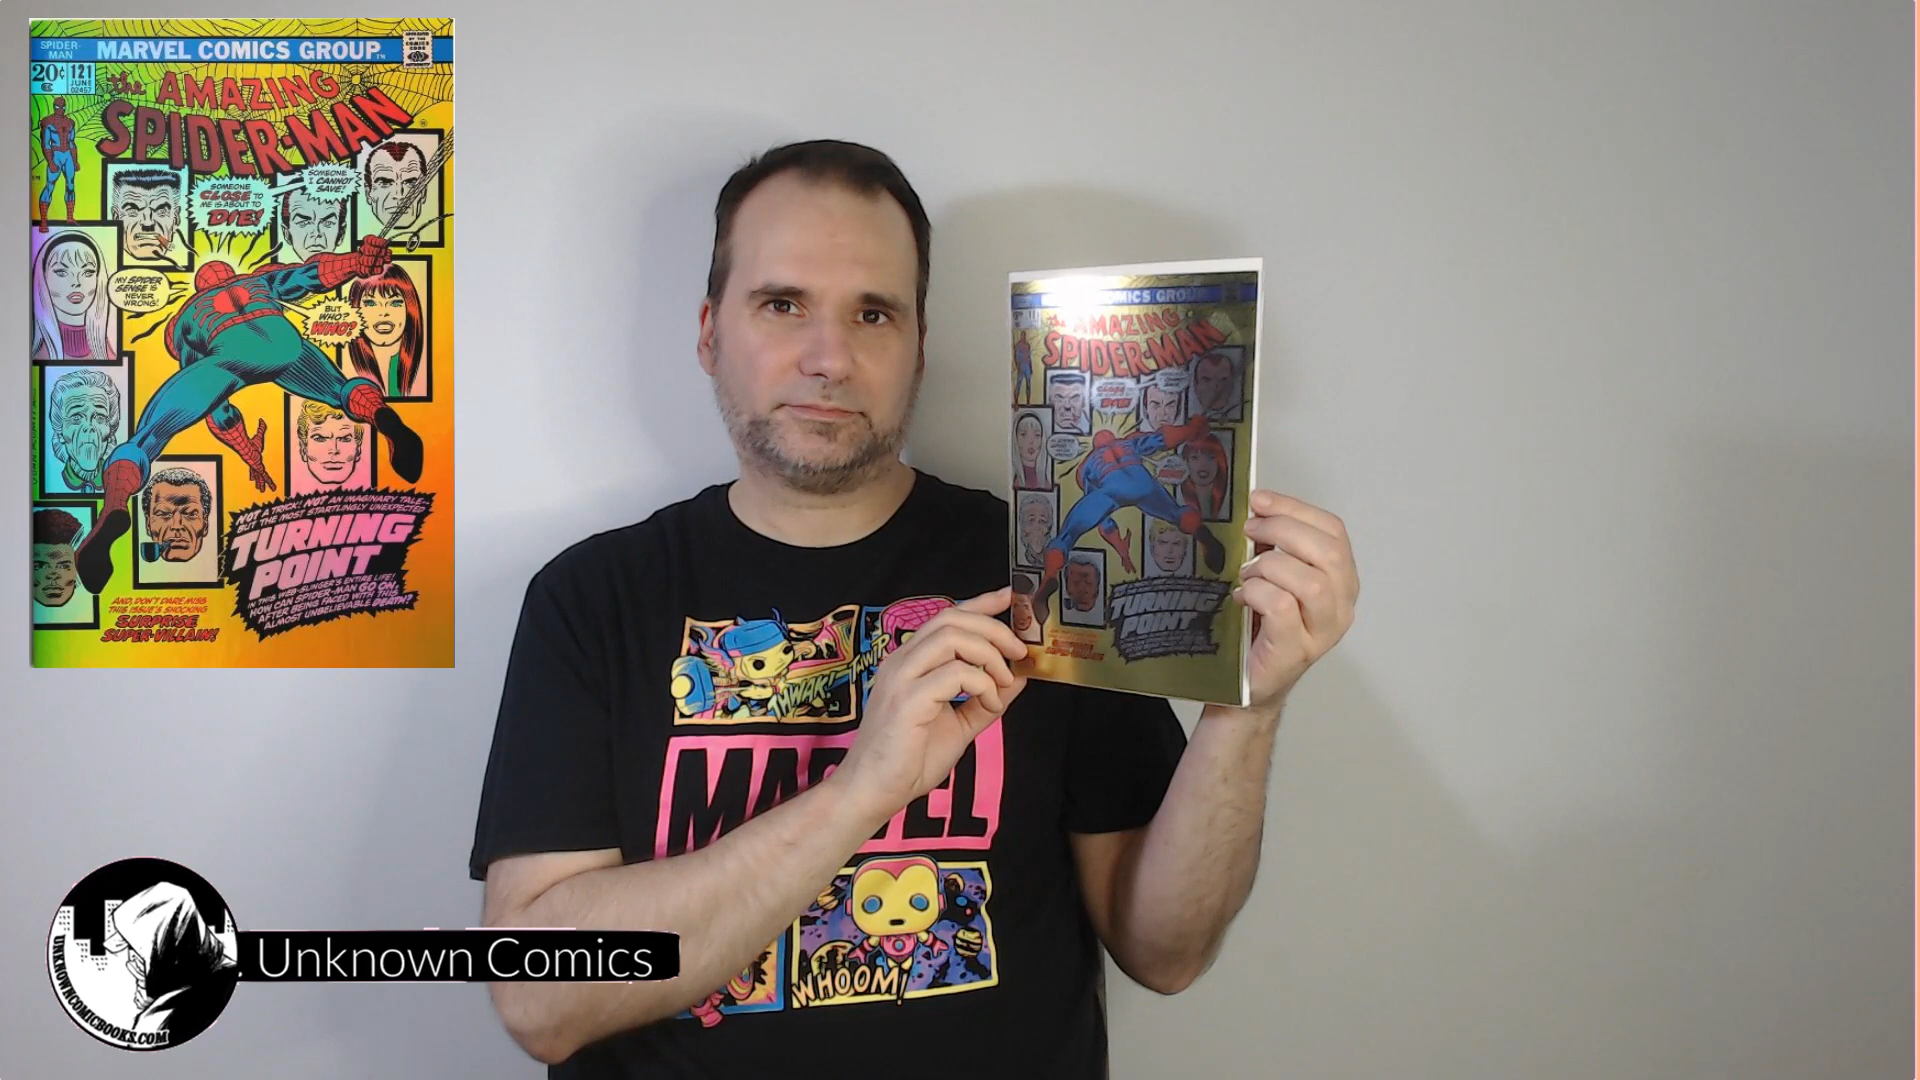 SPIDER-
MAN
MARVEL COMICS GROUP
APPROVED
BY THE
COMICS
CODE
AUTHORITY
20¢
121
JUNE
02457
the AMAZING
SPIDER-MAN
SOMEONE
CLOSE TO
ME IS ABOUT TO
DIE!
SOMEONE
I CANNOT
SAVE!
MY SPIDER
SENSE IS
NEVER
WRONG!
BUT
WHO?
WHO?
NOT A TRICK! NOT AN IMAGINARY TALE--
BUT THE MOST STARTLINGLY UNEXPECTED
TURNING
POINT
IN THIS WEB-SLINGER'S ENTIRE LIFE!
HOW CAN SPIDER-MAN GO ON,
AFTER BEING FACED WITH THIS
ALMOST UNBELIEVABLE DEATH?
AND, DON'T DARE MISS
THIS ISSUE'S SHOCKING
SURPRISE
SUPER-VILLAIN!
COMICS GROUP
the AMAZING
SPIDER-MAN
CLOSE
DIE!
TURNING
POINT
THWAK!
THWIP
MARVEL
WHOOM!
UNKNOWNCOMICBOOKS.COM
Unknown Comics